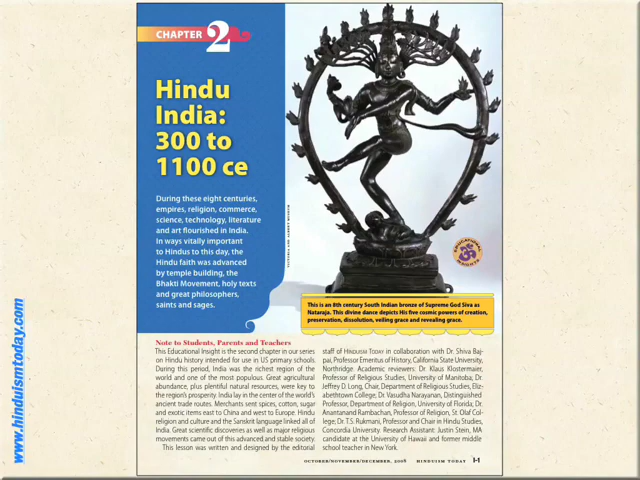 CHAPTER 2
Hindu
India:
300 to
1100 ce
During these eight centuries,
empires, religion, commerce,
science, technology, literature
and art flourished in India.
In ways vitally important
to Hindus to this day, the
Hindu faith was advanced
by temple building, the
Bhakti Movement, holy texts
and great philosophers,
saints and sages.
VICTORIA AND ALBERT MUSEUM
EDUCATIONAL
INSIGHTS
This is an 8th century South Indian bronze of Supreme God Siva as
Nataraja. This divine dance depicts His five cosmic powers of creation,
preservation, dissolution, veiling grace and revealing grace.
Note to Students, Parents and Teachers
This Educational Insight is the second chapter in our series
on Hindu history intended for use in US primary schools.
During this period, India was the richest region of the
world and one of the most populous. Great agricultural
abundance, plus plentiful natural resources, were key to
the region's prosperity. India lay in the center of the world's
ancient trade routes. Merchants sent spices, cotton, sugar
and exotic items east to China and west to Europe. Hindu
religion and culture and the Sanskrit language linked all of
India. Great scientific discoveries as well as major religious
movements came out of this advanced and stable society.
This lesson was written and designed by the editorial
staff of HINDUISM TODAY in collaboration with Dr. Shiva Baj-
pai, Professor Emeritus of History, California State University,
Northridge. Academic reviewers: Dr. Klaus Klostermaier,
Professor of Religious Studies, University of Manitoba; Dr.
Jeffrey D. Long, Chair, Department of Religious Studies, Eliz-
abethtown College; Dr. Vasudha Narayanan, Distinguished
Professor, Department of Religion, University of Florida; Dr.
Anantanand Rambachan, Professor of Religion, St. Olaf Col-
lege; Dr. T.S. Rukmani, Professor and Chair in Hindu Studies,
Concordia University. Research Assistant: Justin Stein, MA
candidate at the University of Hawaii and former middle
school teacher in New York.
OCTOBER/NOVEMBER/DECEMBER, 2008 HINDUISM TODAY I-1
www.hinduismtoday.com